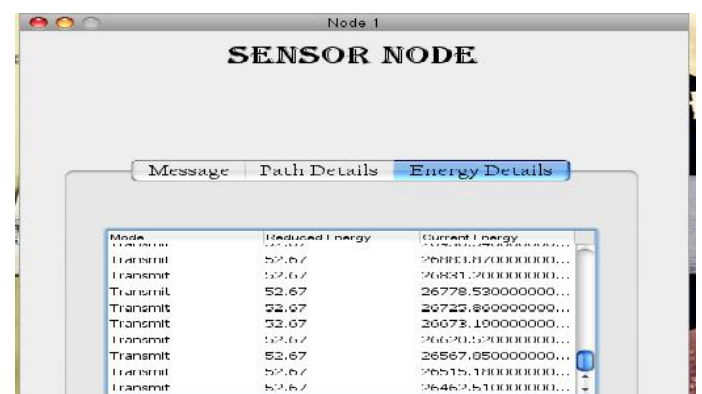 Node 1
SENSOR NODE
Message Path Details Energy Details
Mode Reduced Energy Current Energy
Transmit 52.67
Transmit 52.67 26883.870000000...
Transmit 52.67 26831.200000000...
Transmit 52.67 26778.530000000...
Transmit 52.67 26725.860000000...
Transmit 52.67 26673.190000000...
Transmit 52.67 26620.520000000...
Transmit 52.67 26567.850000000...
Transmit 52.67 26515.180000000...
Transmit 52.67 26462.510000000...